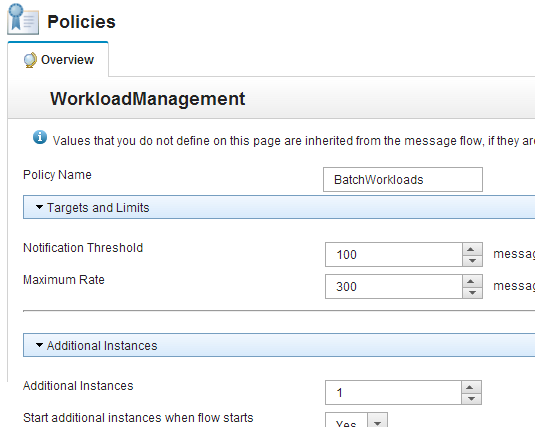 Policies
Overview
WorkloadManagement
Values that you do not define on this page are inherited from the message flow, if they are
Policy Name BatchWorkloads
Targets and Limits
Notification Threshold 100 messag
Maximum Rate 300 messag
Additional Instances
Additional Instances 1
Start additional instances when flow starts Yes